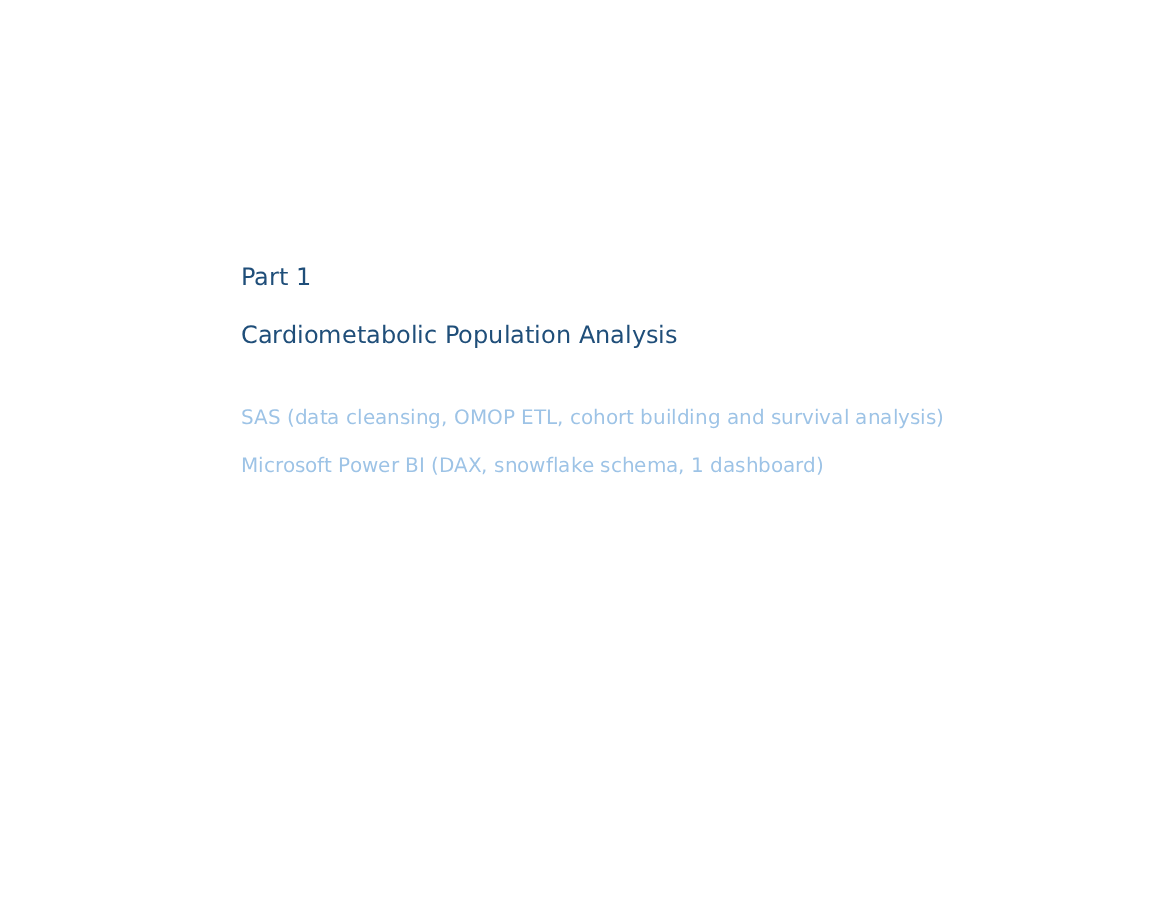 Part 1
Cardiometabolic Population Analysis
SAS (data cleansing, OMOP ETL, cohort building and survival analysis)
Microsoft Power BI (DAX, snowflake schema, 1 dashboard)